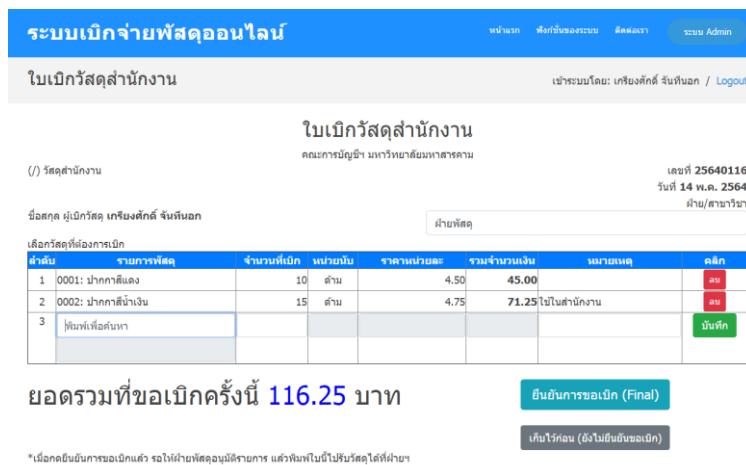 ระบบเบิกจ่ายพัสดุออนไลน์ หน้าแรก ฟังก์ชั่นของระบบ ติดต่อเรา ระบบ Admin
ใบเบิกวัสดุสำนักงาน เข้าระบบโดย: เกรียงศักดิ์ จันทีนอก / Logout
ใบเบิกวัสดุสำนักงาน
คณะการบัญชีฯ มหาวิทยาลัยมหาสารคาม
(/) วัสดุสำนักงาน เลขที่ 25640116
วันที่ 14 พ.ค. 2564
ฝ่าย/สาขาวิชา
ชื่อสกุล ผู้เบิกวัสดุ เกรียงศักดิ์ จันทีนอก ฝ่ายพัสดุ
เลือกวัสดุที่ต้องการเบิก
ลำดับ รายการพัสดุ จำนวนที่เบิก หน่วยนับ ราคาหน่วยละ รวมจำนวนเงิน หมายเหตุ คลิก
1 0001: ปากกาสีแดง 10 ด้าม 4.50 45.00 ลบ
2 0002: ปากกาสีน้ำเงิน 15 ด้าม 4.75 71.25 ใช้ในสำนักงาน ลบ
3 พิมพ์เพื่อค้นหา บันทึก
ยอดรวมที่ขอเบิกครั้งนี้ 116.25 บาท ยืนยันการขอเบิก (Final)
เก็บไว้ก่อน (ยังไม่ยืนยันขอเบิก)
*เมื่อกดยืนยันการขอเบิกแล้ว รอให้ฝ่ายพัสดุอนุมัติรายการ แล้วพิมพ์ใบนี้ไปรับวัสดุได้ที่ฝ่ายฯ